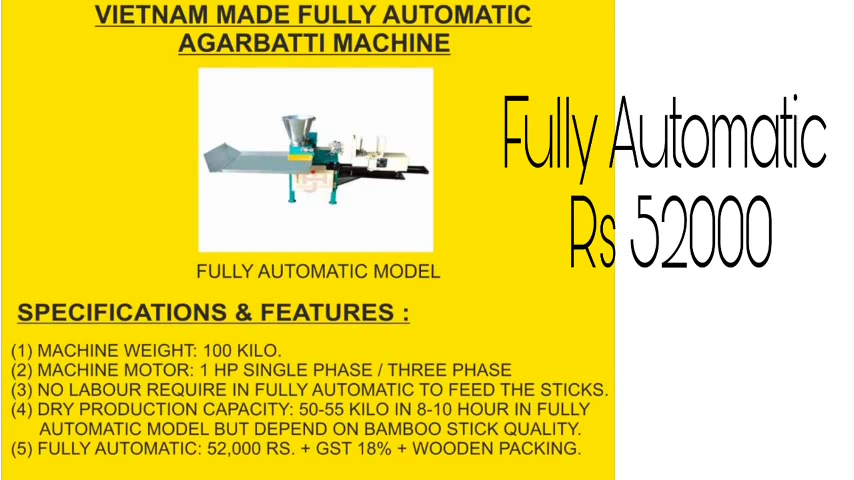 VIETNAM MADE FULLY AUTOMATIC
AGARBATTI MACHINE
FULLY AUTOMATIC MODEL
SPECIFICATIONS & FEATURES :
(1) MACHINE WEIGHT: 100 KILO.
(2) MACHINE MOTOR: 1 HP SINGLE PHASE / THREE PHASE
(3) NO LABOUR REQUIRE IN FULLY AUTOMATIC TO FEED THE STICKS.
(4) DRY PRODUCTION CAPACITY: 50-55 KILO IN 8-10 HOUR IN FULLY
AUTOMATIC MODEL BUT DEPEND ON BAMBOO STICK QUALITY.
(5) FULLY AUTOMATIC: 52,000 RS. + GST 18% + WOODEN PACKING.
Fully Automatic
Rs 52000